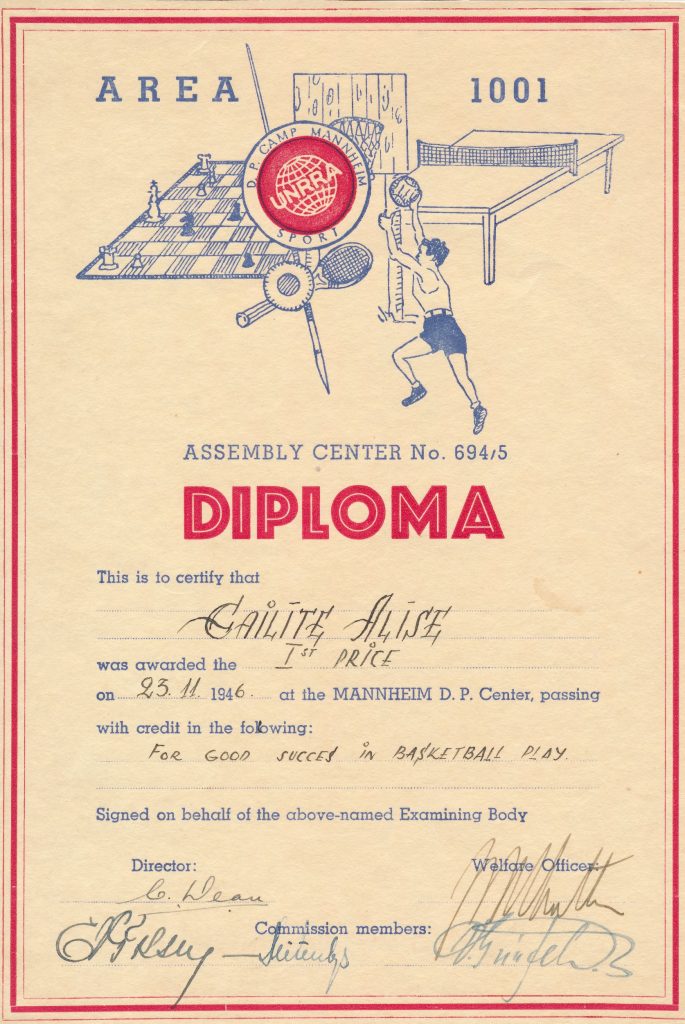 AREA 1001
D. P. CAMP MANNHEIM
UNRRA
SPORT
ASSEMBLY CENTER No. 694/5
DIPLOMA
This is to certify that
GAILITE ALISE
was awarded the IST PRICE
on 23. 11. 1946. at the MANNHEIM D. P. Center, passing
with credit in the following:
FOR GOOD SUCCES IN BASKETBALL PLAY.
Signed on behalf of the above-named Examining Body
Director: Welfare Officer:
C. Dean
Commission members: